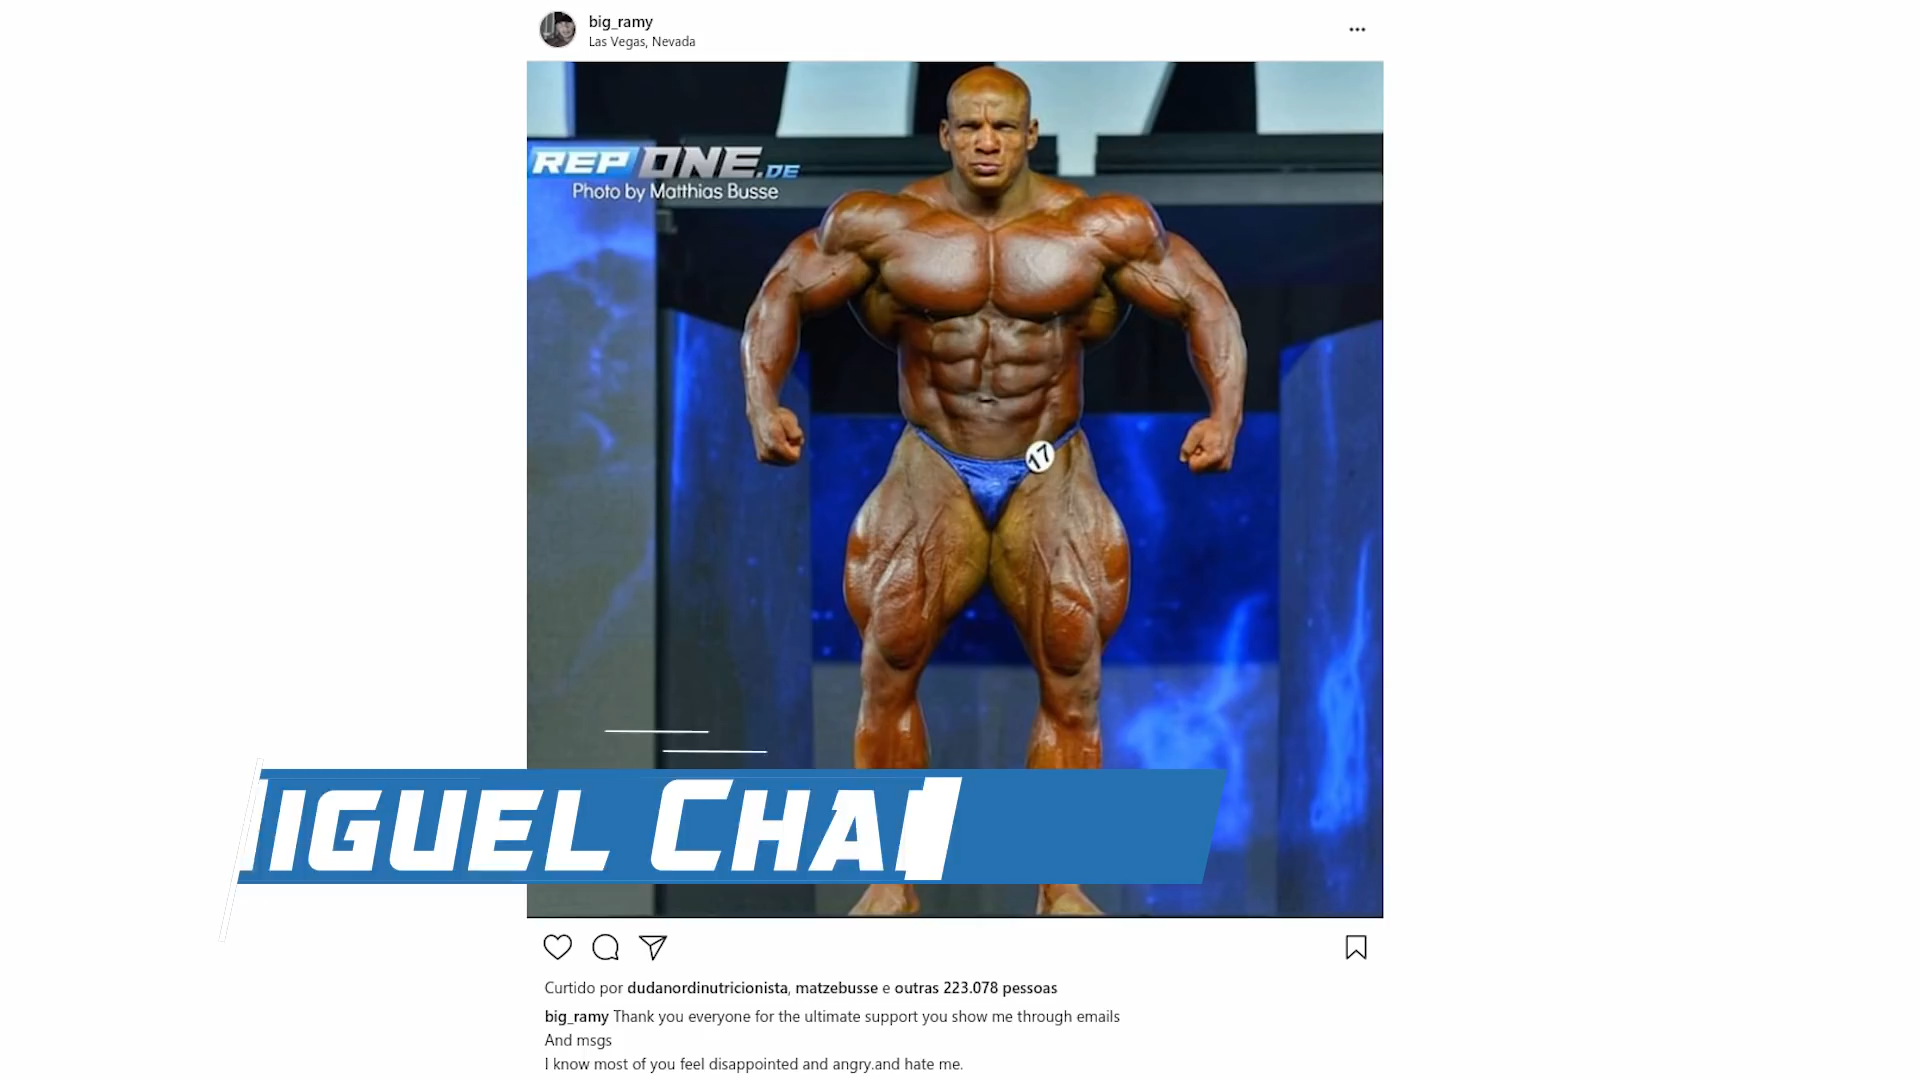 big_ramy
Las Vegas, Nevada
REP ONE.DE
Photo by Matthias Busse
17
IGUEL CHA
Curtido por dudanordinutricionista, matzebusse e outras 223.078 pessoas
big_ramy Thank you everyone for the ultimate support you show me through emails
And msgs
I know most of you feel disappointed and angry.and hate me.